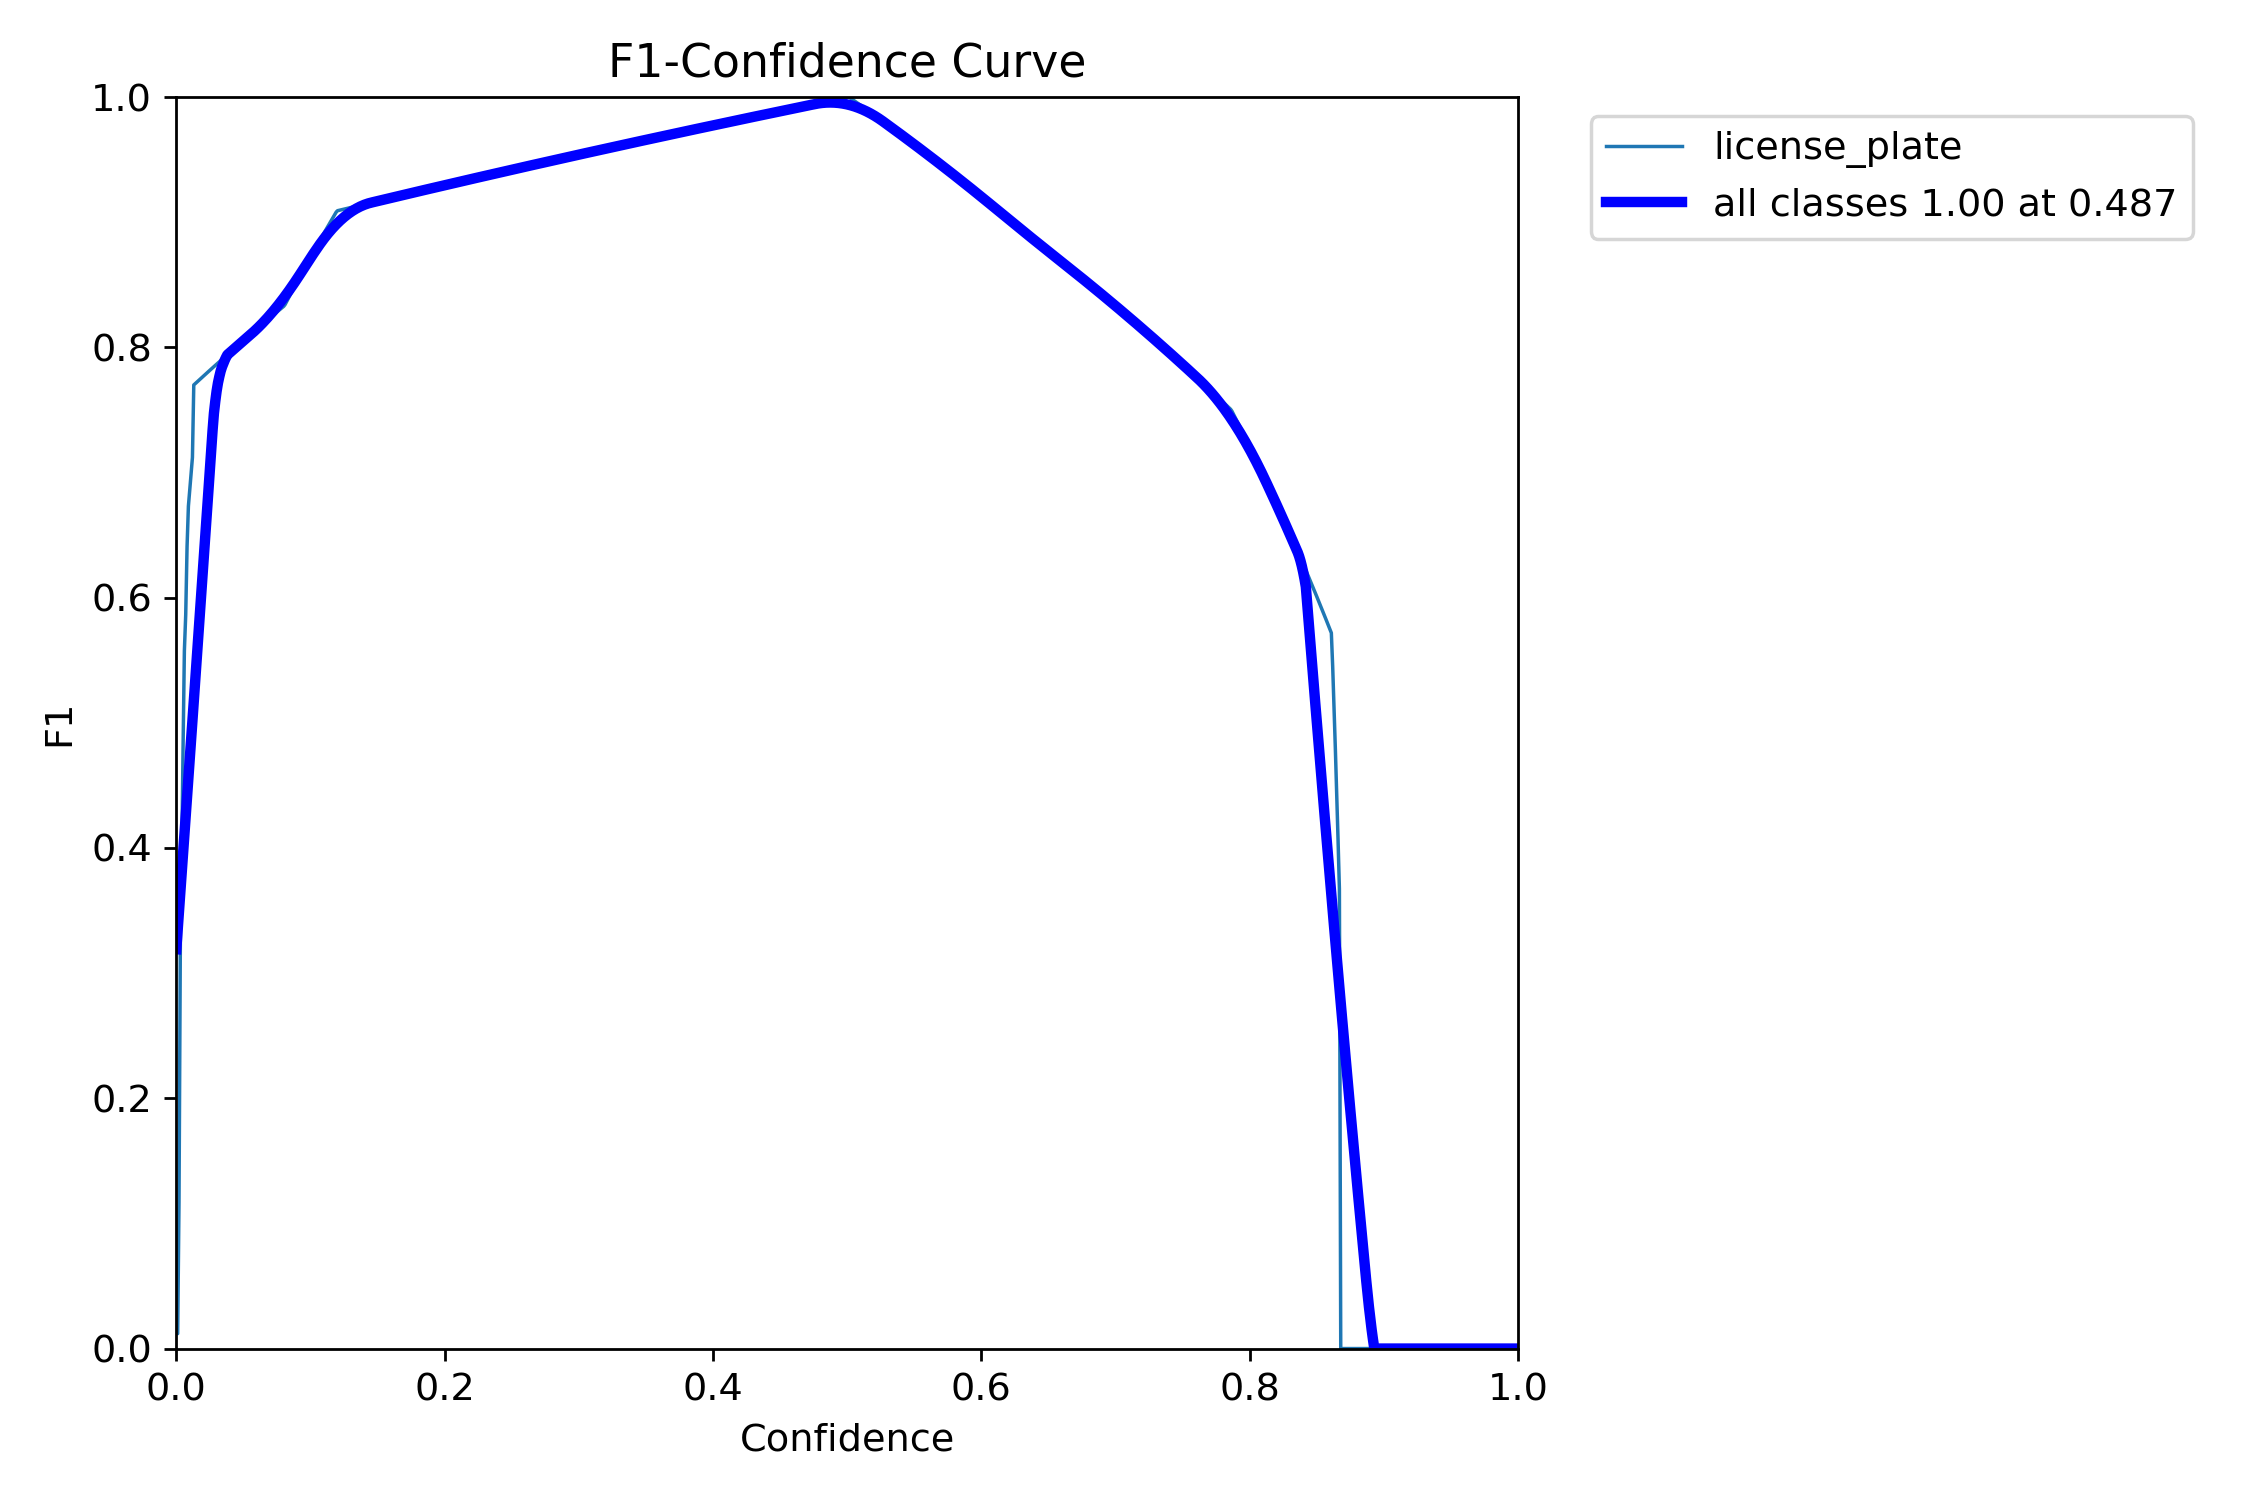 F1-Confidence Curve
1.0
0.8
0.6
0.4
0.2
0.0
F1
0.0 0.2 0.4 0.6 0.8 1.0
Confidence
license_plate
all classes 1.00 at 0.487